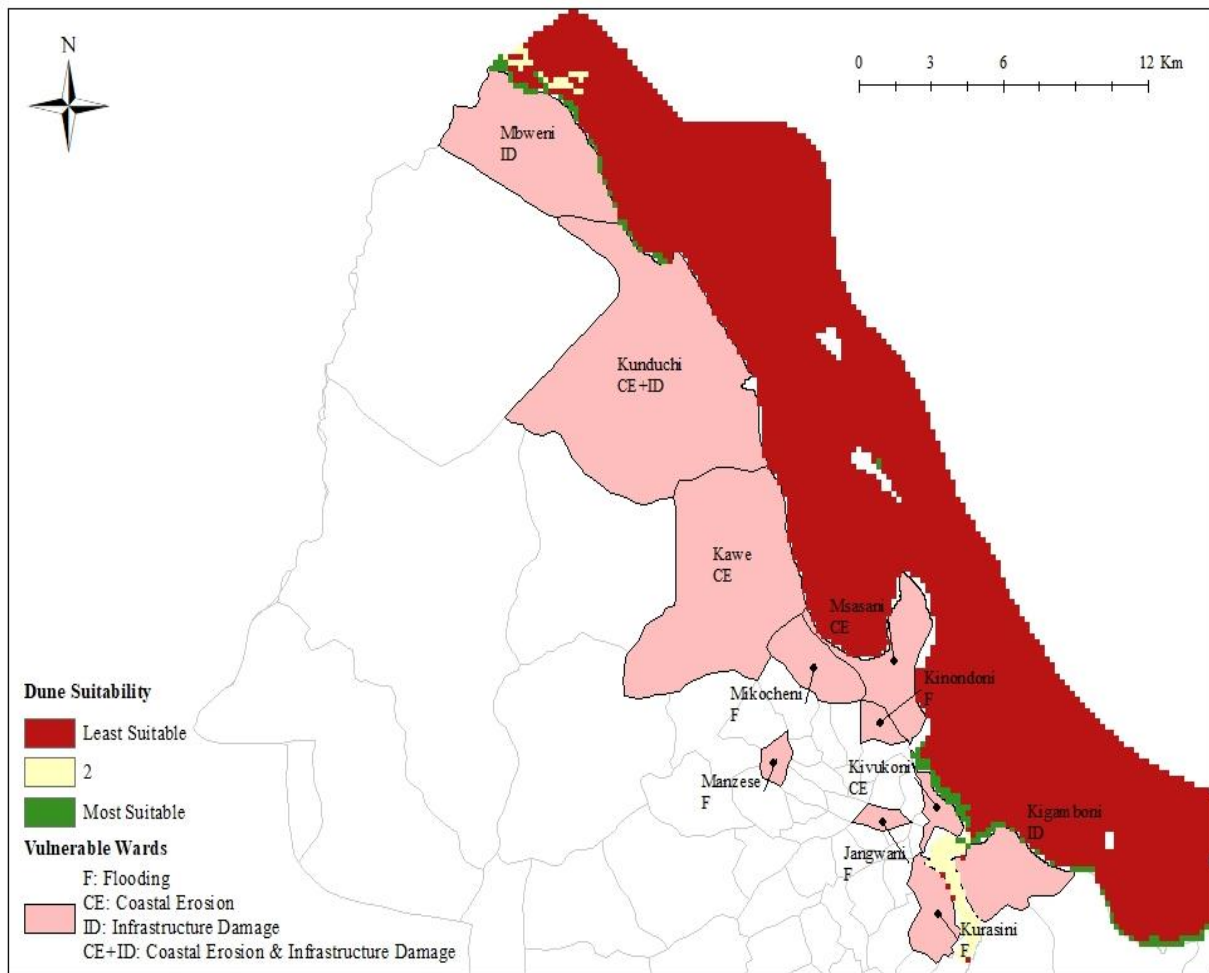 N
0 3 6 12 Km
Mbweni
ID
Kunduchi
CE+ID
Kawe
CE
Msasani
CE
Mikocheni
F
Kinondoni
F
Manzese
F
Kivukoni
CE
Kigamboni
ID
Jangwani
F
Kurasini
F
Dune Suitability
Least Suitable
2
Most Suitable
Vulnerable Wards
F: Flooding
CE: Coastal Erosion
ID: Infrastructure Damage
CE+ID: Coastal Erosion & Infrastructure Damage